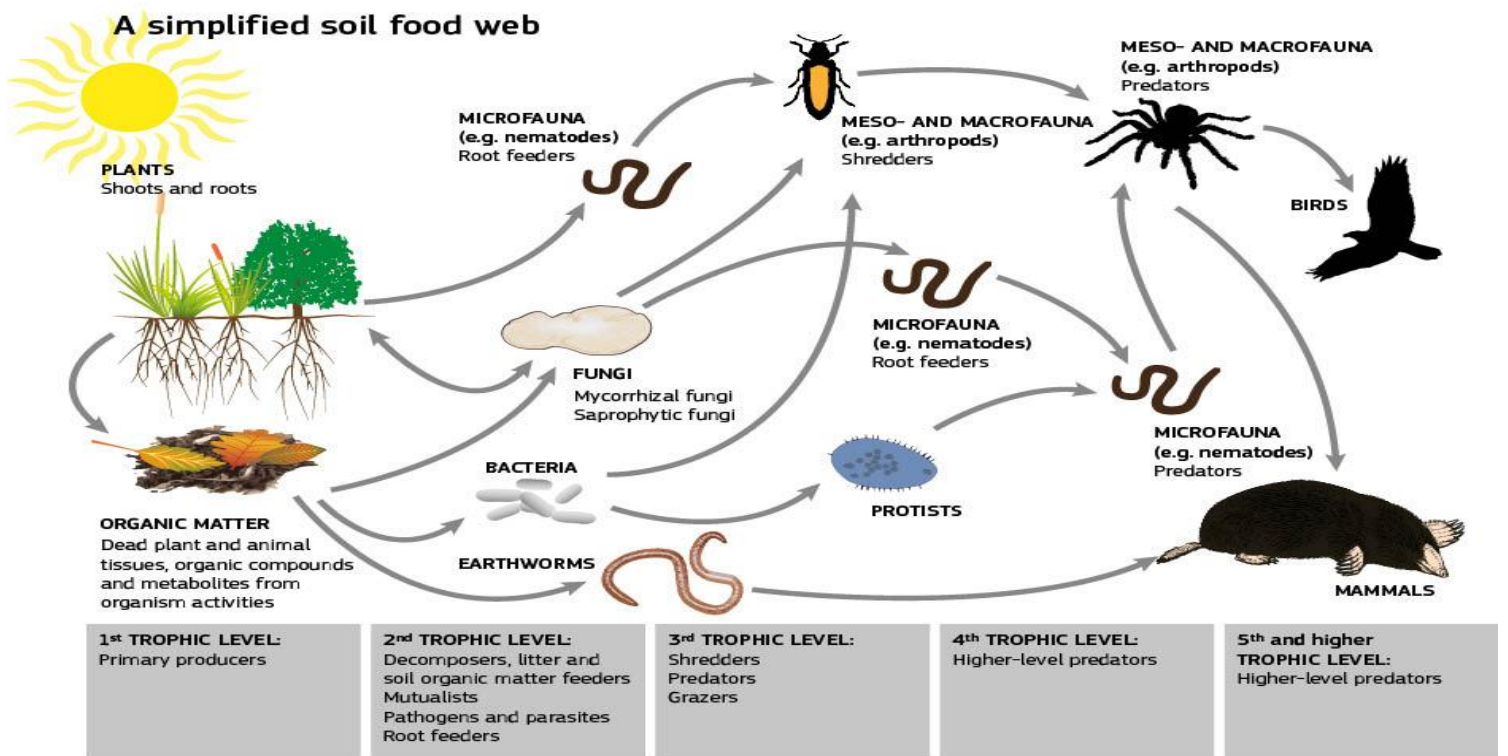 A simplified soil food web
PLANTS
Shoots and roots
MICROFAUNA
(e.g. nematodes)
Root feeders
MESO- AND MACROFAUNA
(e.g. arthropods)
Shredders
MESO- AND MACROFAUNA
(e.g. arthropods)
Predators
BIRDS
FUNGI
Mycorrhizal fungi
Saprophytic fungi
MICROFAUNA
(e.g. nematodes)
Root feeders
MICROFAUNA
(e.g. nematodes)
Predators
ORGANIC MATTER
Dead plant and animal
tissues, organic compounds
and metabolites from
organism activities
BACTERIA
PROTISTS
EARTHWORMS
MAMMALS
1st TROPHIC LEVEL:
Primary producers
2nd TROPHIC LEVEL:
Decomposers, litter and
soil organic matter feeders
Mutualists
Pathogens and parasites
Root feeders
3rd TROPHIC LEVEL:
Shredders
Predators
Grazers
4th TROPHIC LEVEL:
Higher-level predators
5th and higher
TROPHIC LEVEL:
Higher-level predators